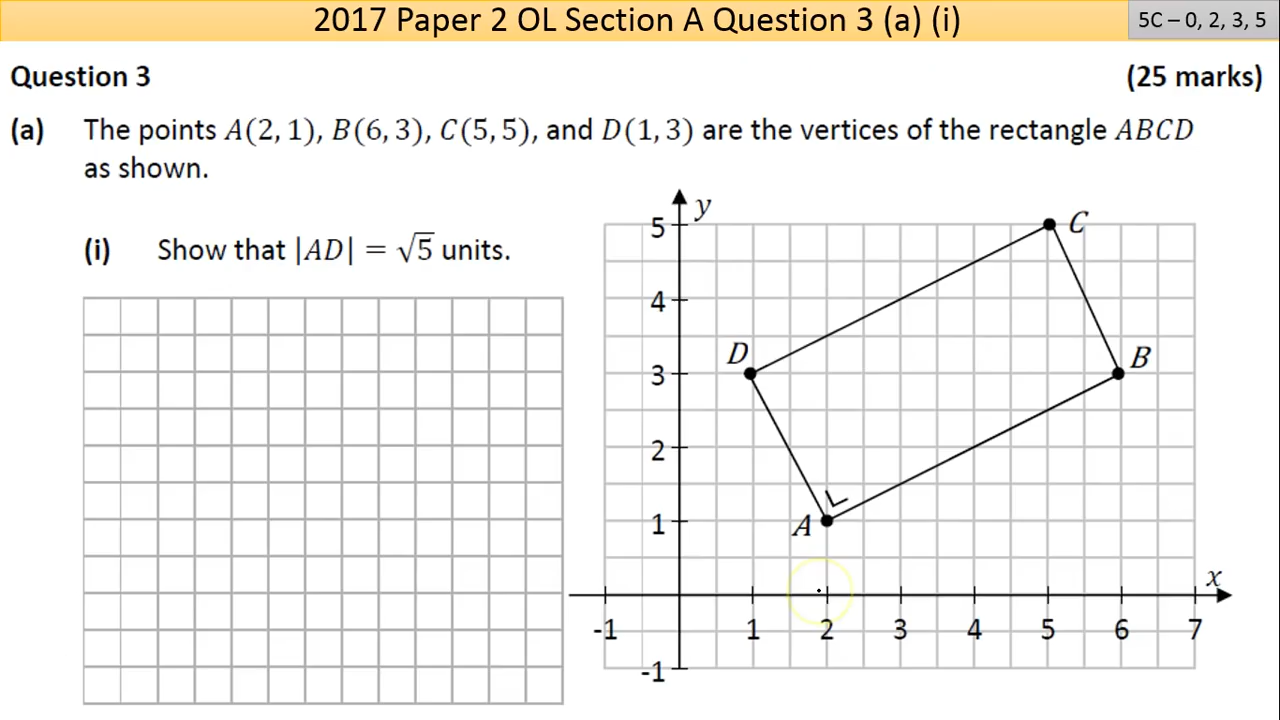 2017 Paper 2 OL Section A Question 3 (a) (i)
5C – 0, 2, 3, 5
Question 3
(25 marks)
(a) The points A(2, 1), B(6, 3), C(5, 5), and D(1, 3) are the vertices of the rectangle ABCD
as shown.
(i) Show that |AD| = √5 units.
y
5
C
4
D
3
B
2
A
1
x
-1 1 2 3 4 5 6 7
-1